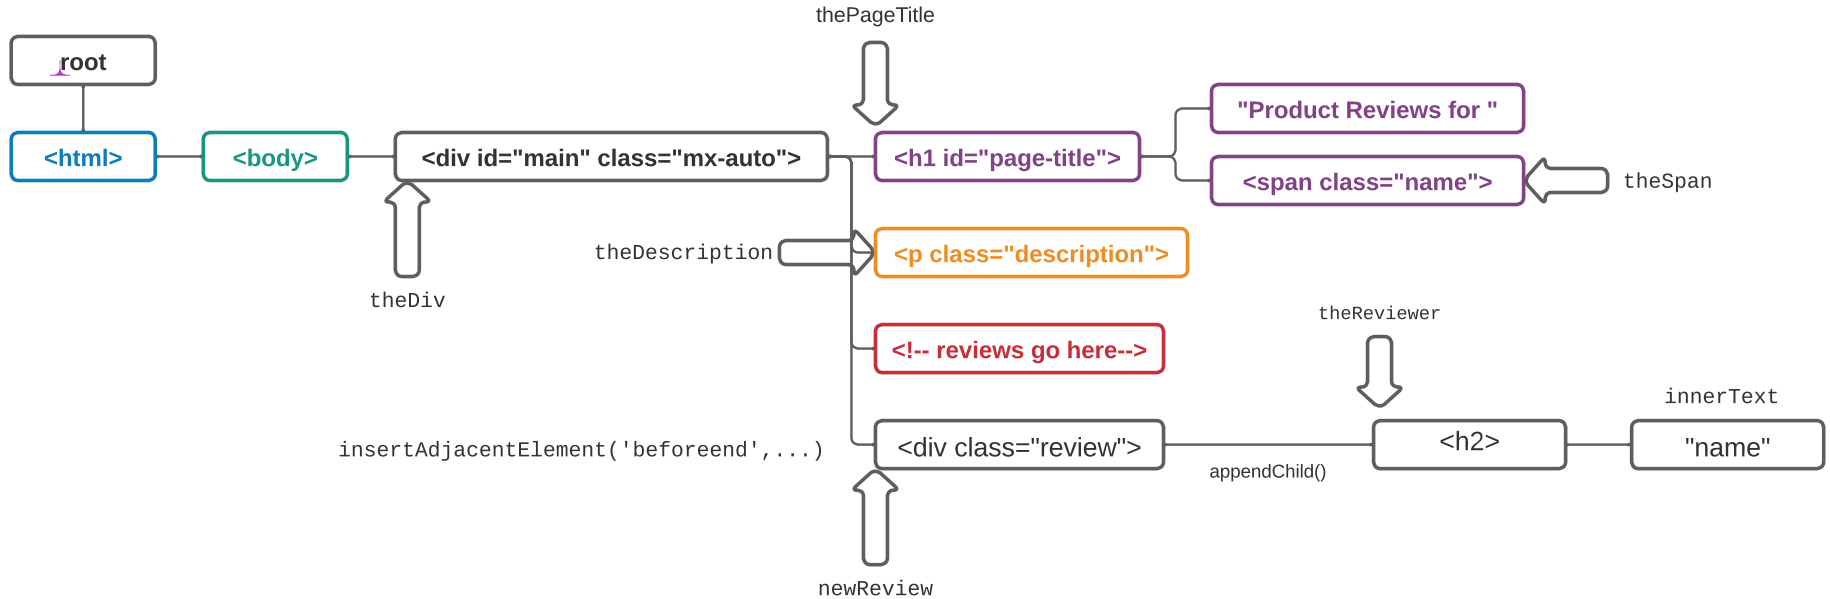 thePageTitle
root
"Product Reviews for "
<html>
<body>
<div id="main" class="mx-auto">
<h1 id="page-title">
<span class="name">
theSpan
theDescription
<p class="description">
theDiv
theReviewer
<!-- reviews go here-->
innerText
insertAdjacentElement('beforeend',...)
<div class="review">
<h2>
"name"
appendChild()
newReview